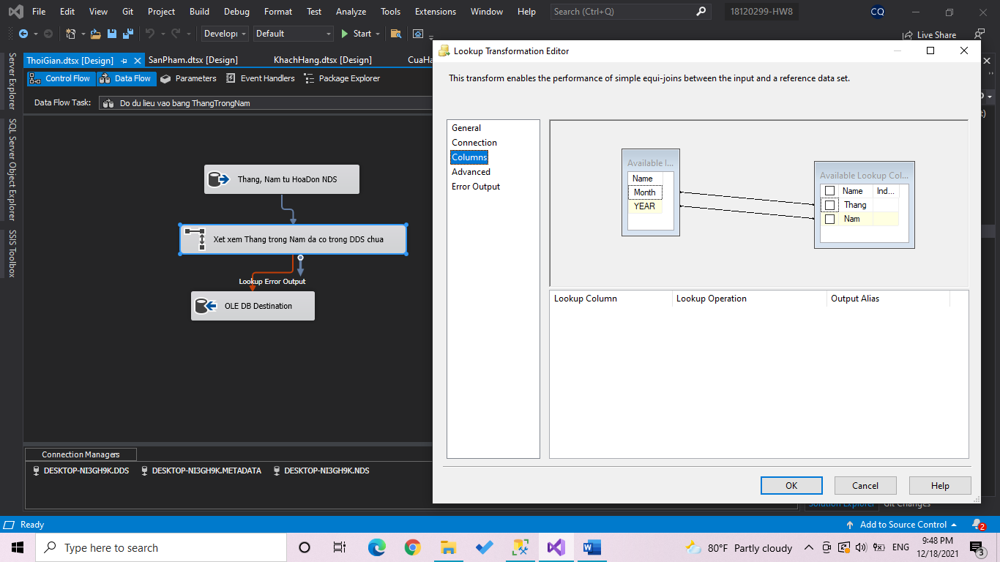 File Edit View Git Project Build Debug Format Test Analyze Tools Extensions Window Help Search (Ctrl+Q) 18120299-HW8 CQ
Develop Default Start Live Share
ThoiGian.dtsx [Design] SanPham.dtsx [Design] KhachHang.dtsx [Design] CuaHa
Control Flow Data Flow Parameters Event Handlers Package Explorer
Data Flow Task: Do du lieu vao bang ThangTrongNam
Server Explorer
SQL Server Object Explorer
SSIS Toolbox
Thang, Nam tu HoaDon NDS
Xet xem Thang trong Nam da co trong DDS chua
Lookup Error Output
OLE DB Destination
Connection Managers
DESKTOP-NI3GH9K.DDS DESKTOP-NI3GH9K.METADATA DESKTOP-NI3GH9K.NDS
Lookup Transformation Editor
This transform enables the performance of simple equi-joins between the input and a reference data set.
General
Connection
Columns
Advanced
Error Output
Available I...
Name
Month
YEAR
Available Lookup Col...
Name Ind...
Thang
Nam
Lookup Column Lookup Operation Output Alias
OK Cancel Help
Solution Explorer Git Changes
Ready Add to Source Control 2
Type here to search 80°F Partly cloudy ENG 9:48 PM
12/18/2021 3